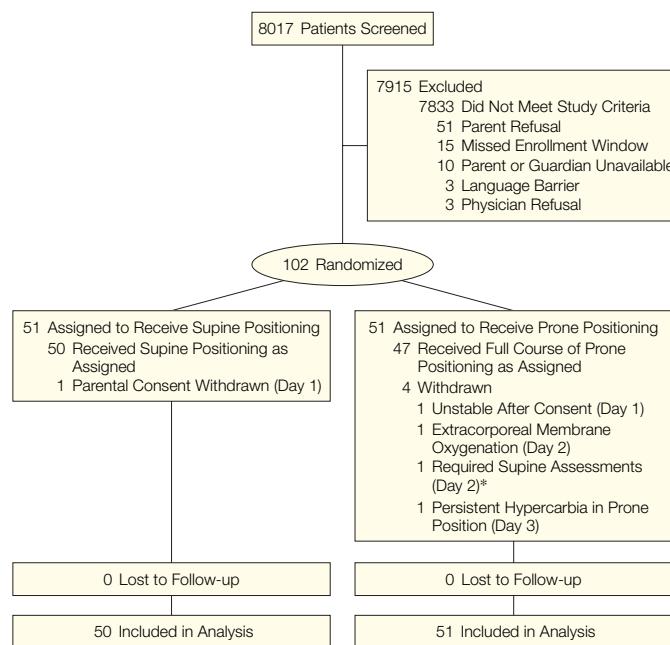 8017 Patients Screened
7915 Excluded
7833 Did Not Meet Study Criteria
51 Parent Refusal
15 Missed Enrollment Window
10 Parent or Guardian Unavailable
3 Language Barrier
3 Physician Refusal
102 Randomized
51 Assigned to Receive Supine Positioning
50 Received Supine Positioning as
Assigned
1 Parental Consent Withdrawn (Day 1)
51 Assigned to Receive Prone Positioning
47 Received Full Course of Prone
Positioning as Assigned
4 Withdrawn
1 Unstable After Consent (Day 1)
1 Extracorporeal Membrane
Oxygenation (Day 2)
1 Required Supine Assessments
(Day 2)*
1 Persistent Hypercarbia in Prone
Position (Day 3)
0 Lost to Follow-up
0 Lost to Follow-up
50 Included in Analysis
51 Included in Analysis